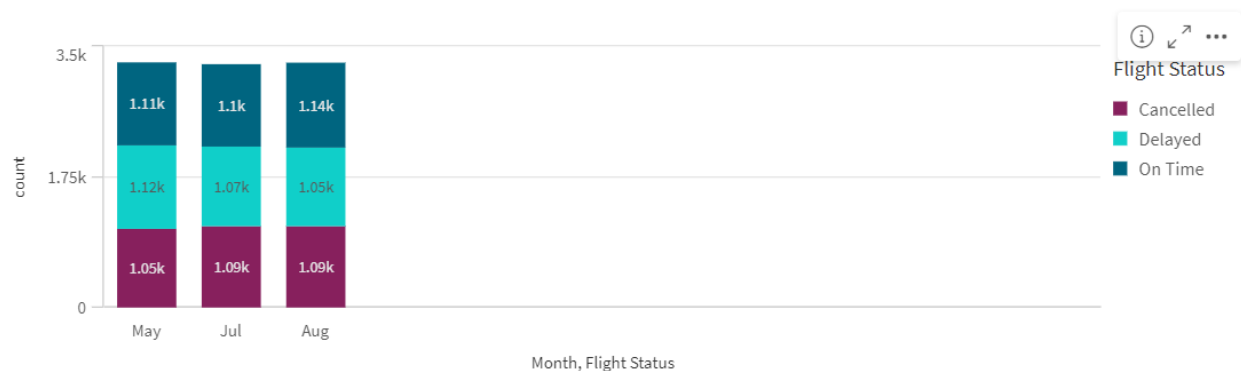 3.5k
1.75k
0
count
1.11k
1.1k
1.14k
1.12k
1.07k
1.05k
1.05k
1.09k
1.09k
May
Jul
Aug
Month, Flight Status
Flight Status
Cancelled
Delayed
On Time